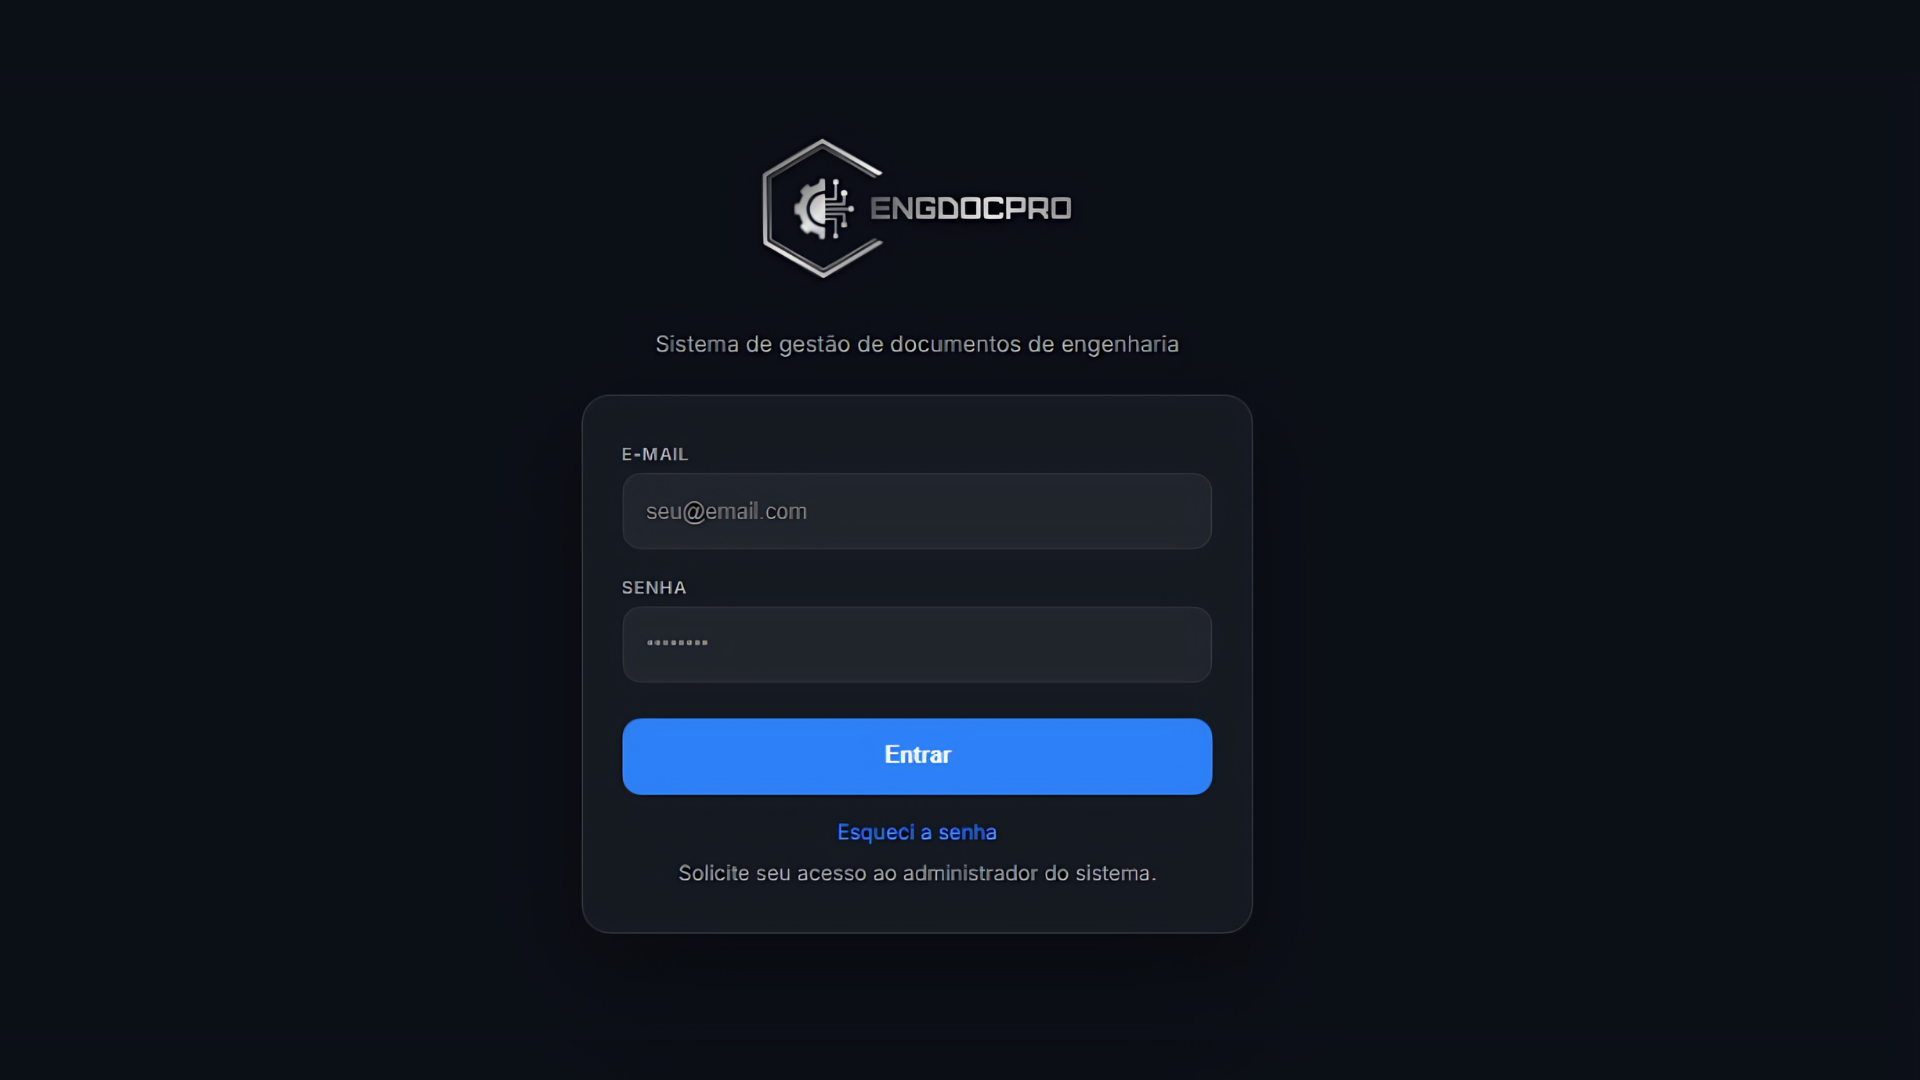 ENGDOCPRO
Sistema de gestão de documentos de engenharia
E-MAIL
seu@email.com
SENHA
••••••••
Entrar
Esqueci a senha
Solicite seu acesso ao administrador do sistema.